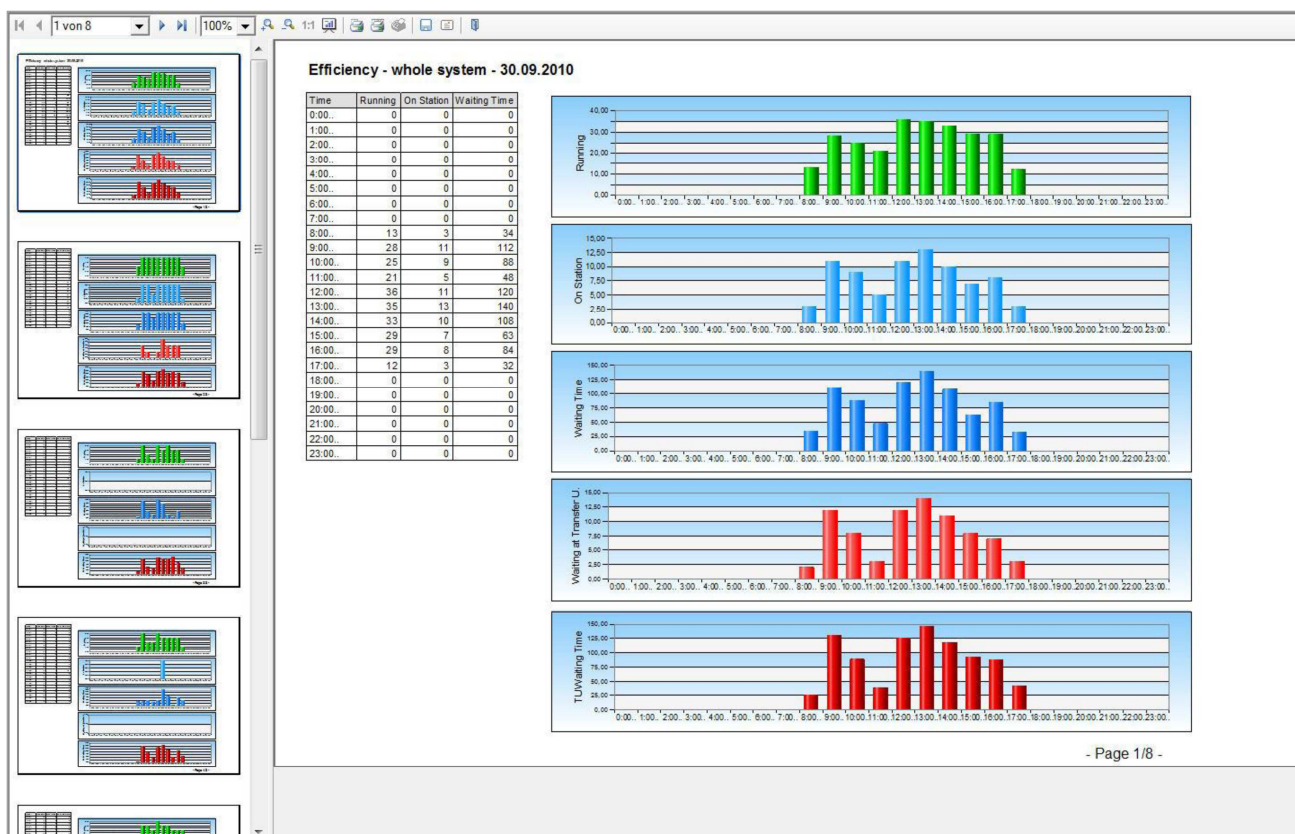 1 von 8 100% 1:1
Efficiency - whole system - 30.09.2010
Time Running On Station Waiting Time
0:00.. 0 0 0
1:00.. 0 0 0
2:00.. 0 0 0
3:00.. 0 0 0
4:00.. 0 0 0
5:00.. 0 0 0
6:00.. 0 0 0
7:00.. 0 0 0
8:00.. 13 3 34
9:00.. 28 11 112
10:00.. 25 9 88
11:00.. 21 5 48
12:00.. 36 11 120
13:00.. 35 13 140
14:00.. 33 10 108
15:00.. 29 7 63
16:00.. 29 8 84
17:00.. 12 3 32
18:00.. 0 0 0
19:00.. 0 0 0
20:00.. 0 0 0
21:00.. 0 0 0
22:00.. 0 0 0
23:00.. 0 0 0
Running
40,00
30,00
20,00
10,00
0,00
0:00.. 1:00.. 2:00.. 3:00.. 4:00.. 5:00.. 6:00.. 7:00.. 8:00.. 9:00.. 10:00.. 11:00.. 12:00.. 13:00.. 14:00.. 15:00.. 16:00.. 17:00.. 18:00.. 19:00.. 20:00.. 21:00.. 22:00.. 23:00..
On Station
15,00
12,50
10,00
7,50
5,00
2,50
0,00
0:00.. 1:00.. 2:00.. 3:00.. 4:00.. 5:00.. 6:00.. 7:00.. 8:00.. 9:00.. 10:00.. 11:00.. 12:00.. 13:00.. 14:00.. 15:00.. 16:00.. 17:00.. 18:00.. 19:00.. 20:00.. 21:00.. 22:00.. 23:00..
Waiting Time
150,00
125,00
100,00
75,00
50,00
25,00
0,00
0:00.. 1:00.. 2:00.. 3:00.. 4:00.. 5:00.. 6:00.. 7:00.. 8:00.. 9:00.. 10:00.. 11:00.. 12:00.. 13:00.. 14:00.. 15:00.. 16:00.. 17:00.. 18:00.. 19:00.. 20:00.. 21:00.. 22:00.. 23:00..
Waiting at Transfer U.
15,00
12,50
10,00
7,50
5,00
2,50
0,00
0:00.. 1:00.. 2:00.. 3:00.. 4:00.. 5:00.. 6:00.. 7:00.. 8:00.. 9:00.. 10:00.. 11:00.. 12:00.. 13:00.. 14:00.. 15:00.. 16:00.. 17:00.. 18:00.. 19:00.. 20:00.. 21:00.. 22:00.. 23:00..
TUWaiting Time
150,00
125,00
100,00
75,00
50,00
25,00
0,00
0:00.. 1:00.. 2:00.. 3:00.. 4:00.. 5:00.. 6:00.. 7:00.. 8:00.. 9:00.. 10:00.. 11:00.. 12:00.. 13:00.. 14:00.. 15:00.. 16:00.. 17:00.. 18:00.. 19:00.. 20:00.. 21:00.. 22:00.. 23:00..
- Page 1/8 -